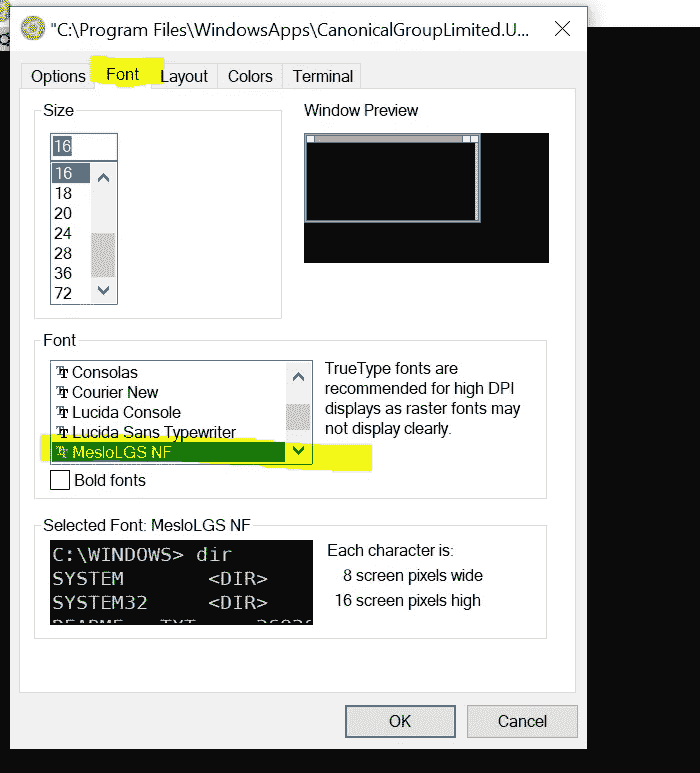 "C:\Program Files\WindowsApps\CanonicalGroupLimited.U...
Options Font Layout Colors Terminal
Size
16
16
18
20
24
28
36
72
Window Preview
Font
Consolas
Courier New
Lucida Console
Lucida Sans Typewriter
MesloLGS NF
Bold fonts
TrueType fonts are
recommended for high DPI
displays as raster fonts may
not display clearly.
Selected Font: MesloLGS NF
C:\WINDOWS> dir
SYSTEM <DIR>
SYSTEM32 <DIR>
Each character is:
8 screen pixels wide
16 screen pixels high
OK Cancel